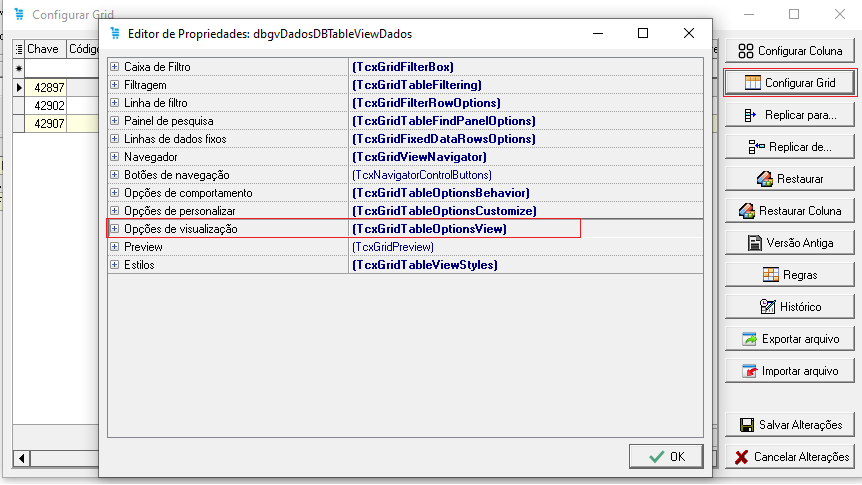 Configurar Grid
Editor de Propriedades: dbgvDadosDBTableViewDados
Chave
Códig
42897
42902
42907
Caixa de Filtro (TcxGridFilterBox)
Filtragem (TcxGridTableFiltering)
Linha de filtro (TcxGridFilterRowOptions)
Painel de pesquisa (TcxGridTableFindPanelOptions)
Linhas de dados fixos (TcxGridFixedDataRowsOptions)
Navegador (TcxGridViewNavigator)
Botões de navegação (TcxNavigatorControlButtons)
Opções de comportamento (TcxGridTableOptionsBehavior)
Opções de personalizar (TcxGridTableOptionsCustomize)
Opções de visualização (TcxGridTableOptionsView)
Preview (TcxGridPreview)
Estilos (TcxGridTableViewStyles)
OK
Configurar Coluna
Configurar Grid
Replicar para...
Replicar de...
Restaurar
Restaurar Coluna
Versão Antiga
Regras
Histórico
Exportar arquivo
Importar arquivo
Salvar Alterações
Cancelar Alterações